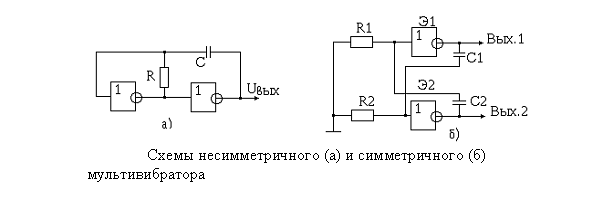 C
R
1
1
Uвых
а)
R1
Э1
1
Вых.1
C1
R2
Э2
1
C2
Вых.2
б)
Схемы несимметричного (а) и симметричного (б)
мультивибратора